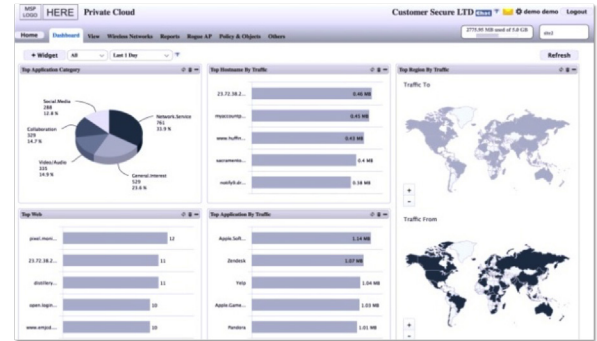 MSP LOGO HERE Private Cloud Customer Secure LTD demo demo Logout
Home Dashboard View Wireless Networks Reports Rogue AP Policy & Objects Others 2775.95 MB used of 5.0 GB
+ Widget All Last 1 Day Refresh
Top Application Category
Social.Media
288
12.8 %
Network.Service
761
33.9 %
Collaboration
329
14.7 %
Video/Audio
335
14.9 %
General.Interest
529
23.6 %
Top Hostname By Traffic
23.72.38.2... 0.46 MB
0.45 MB
www.huffin... 0.43 MB
sacramento... 0.4 MB
0.38 MB
Top Region By Traffic
Traffic To
+
-
Traffic From
+
-
Top Web
pixel.moni... 12
23.72.38.2... 11
distillery... 11
open.login... 10
www.empd.... 10
Top Application By Traffic
Apple.Soft... 1.14 MB
Zendesk 1.07 MB
Yelp 1.04 MB
Apple.Game... 1.03 MB
Pandora 1.01 MB